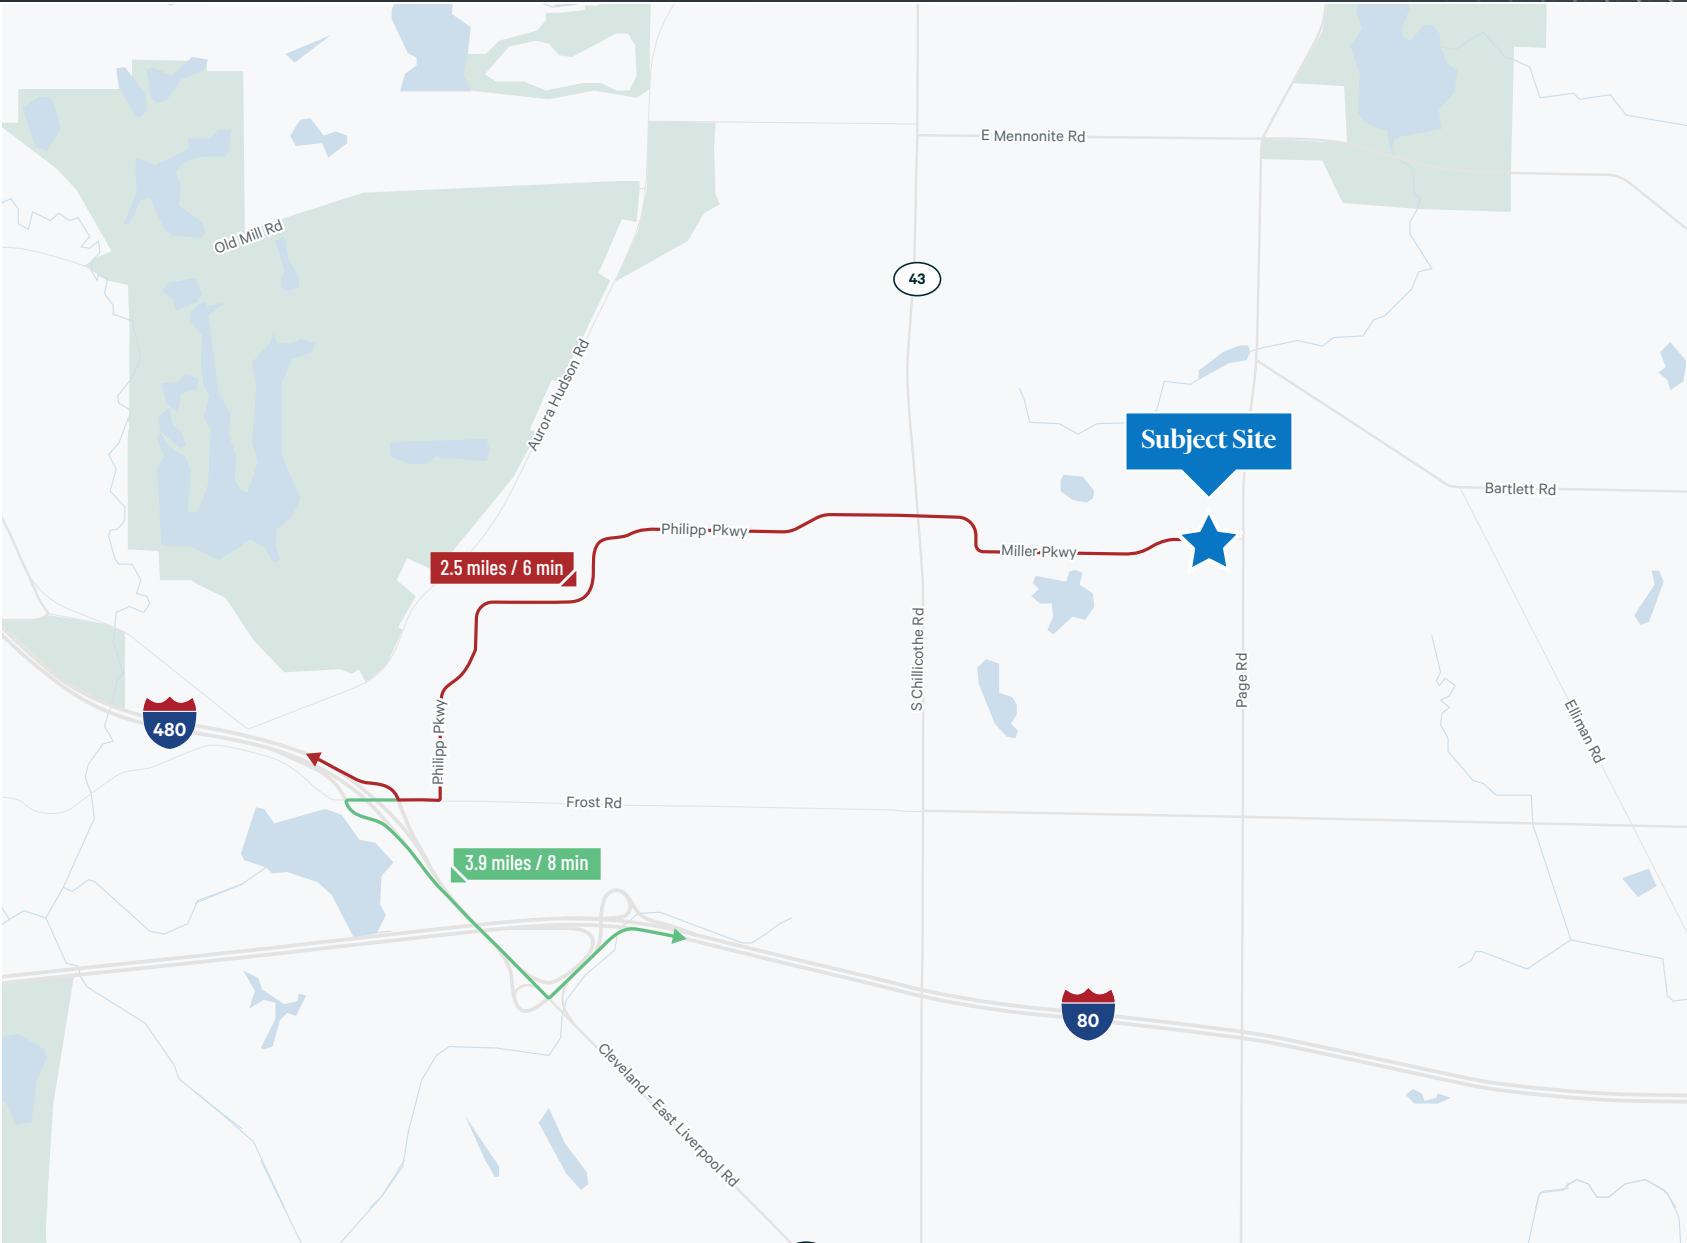 E Mennonite Rd
Old Mill Rd
43
Aurora Hudson Rd
Subject Site
Bartlett Rd
Philipp Pkwy
Miller Pkwy
2.5 miles / 6 min
S Chillicothe Rd
Page Rd
480
Philipp Pkwy
Elliman Rd
Frost Rd
3.9 miles / 8 min
80
Cleveland - East Liverpool Rd